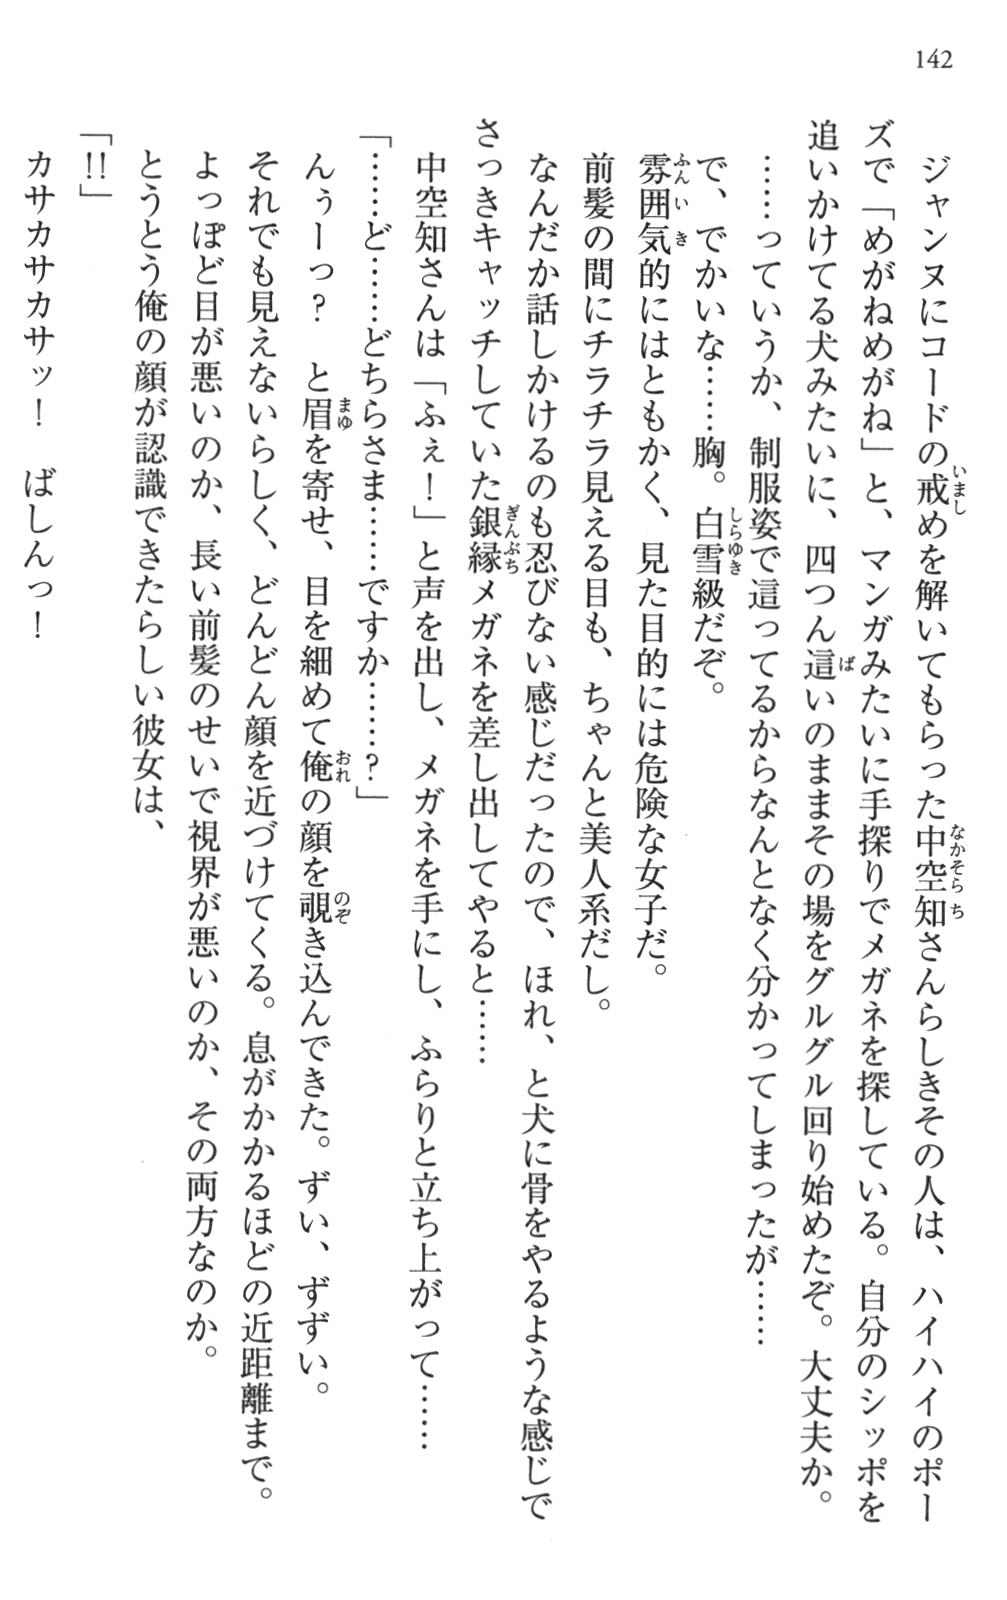 142
ジャンヌにコードの戒めを解いてもらった中空知さんらしきその人は、ハイハイのポー
ズで「めがねめがね」と、マンガみたいに手探りでメガネを探している。自分のシッポを
追いかけてる犬みたいに、四つん這いのままその場をグルグル回り始めたぞ。大丈夫か。
……っていうか、制服姿で這ってるからなんとなく分かってしまったが……
で、でかいな……胸。白雪級だぞ。
雰囲気的にはともかく、見た目的には危険な女子だ。
前髪の間にチラチラ見える目も、ちゃんと美人系だし。
なんだか話しかけるのも忍びない感じだったので、ほれ、と犬に骨をやるような感じで
さっきキャッチしていた銀縁メガネを差し出してやると……
中空知さんは「ふぇ！」と声を出し、メガネを手にし、ふらりと立ち上がって……
「……ど……どちらさま……ですか……？」
んぅーっ？　と眉を寄せ、目を細めて俺の顔を覗き込んできた。ずい、ずずい。
それでも見えないらしく、どんどん顔を近づけてくる。息がかかるほどの近距離まで。
よっぽど目が悪いのか、長い前髪のせいで視界が悪いのか、その両方なのか。
とうとう俺の顔が認識できたらしい彼女は、
「!!」
カサカサカサッ！　ばしんっ！